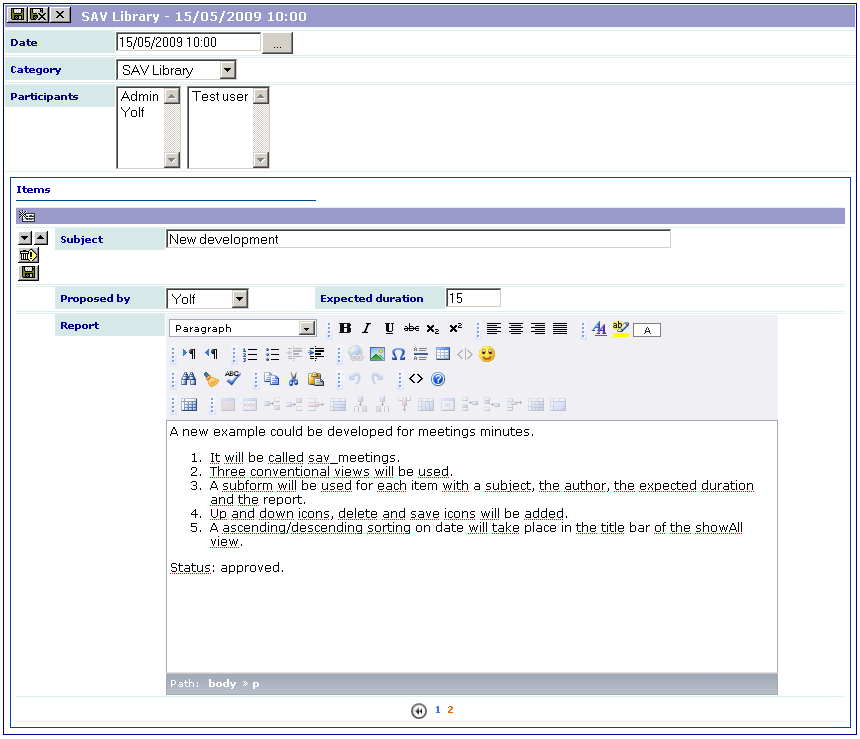 SAV Library - 15/05/2009 10:00
Date 15/05/2009 10:00 ...
Category SAV Library
Participants Admin Test user
Yolf
Items
Subject New development
Proposed by Yolf Expected duration 15
Report Paragraph B I U abc x₂ x² A ab A
ABC
A new example could be developed for meetings minutes.
1. It will be called sav_meetings.
2. Three conventional views will be used.
3. A subform will be used for each item with a subject, the author, the expected duration
and the report.
4. Up and down icons, delete and save icons will be added.
5. A ascending/descending sorting on date will take place in the title bar of the showAll
view.
Status: approved.
Path: body » p
1 2